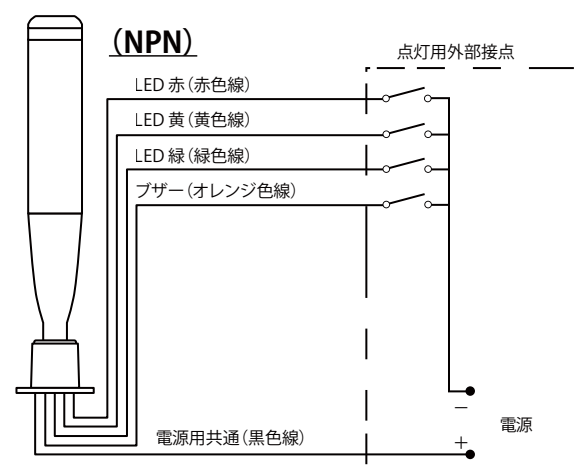 (NPN)
点灯用外部接点
LED 赤(赤色線)
LED 黄(黄色線)
LED 緑(緑色線)
ブザー(オレンジ色線)
−
電源
電源用共通(黒色線)
+